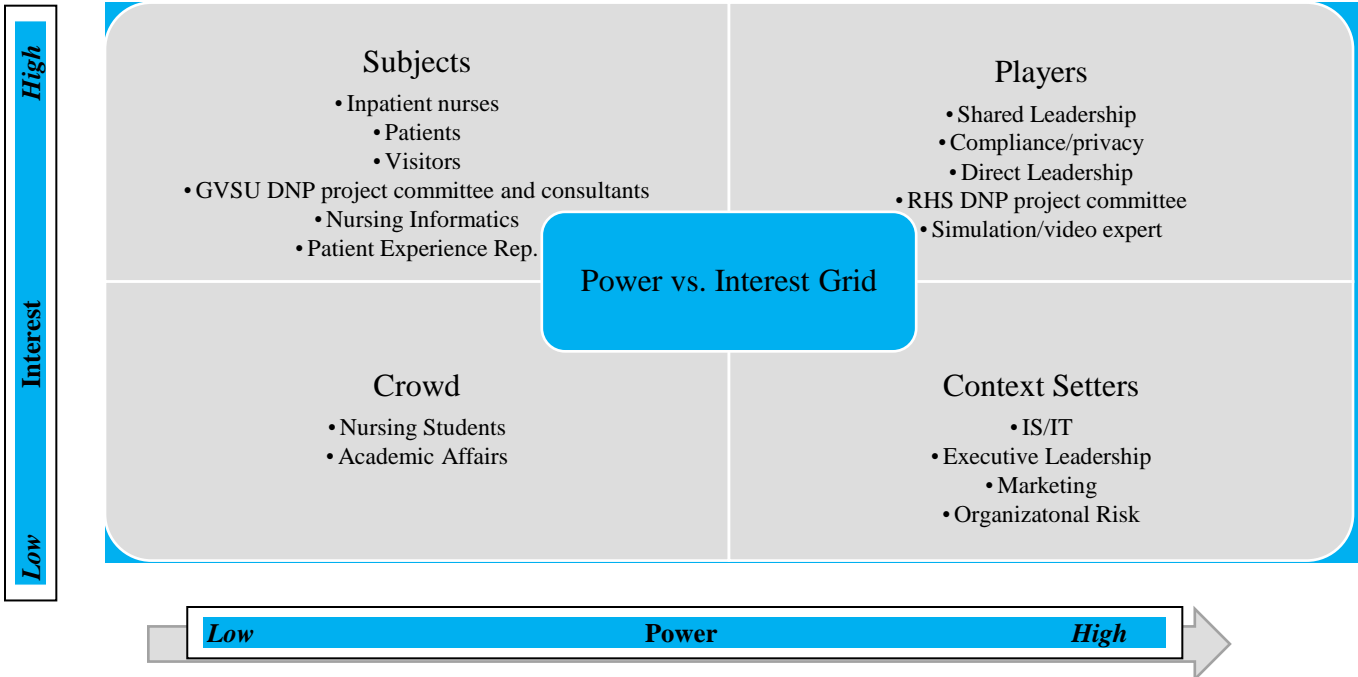 High
Interest
Low
Subjects
• Inpatient nurses
• Patients
• Visitors
• GVSU DNP project committee and consultants
• Nursing Informatics
• Patient Experience Rep.
Players
• Shared Leadership
• Compliance/privacy
• Direct Leadership
• RHS DNP project committee
• Simulation/video expert
Power vs. Interest Grid
Crowd
• Nursing Students
• Academic Affairs
Context Setters
• IS/IT
• Executive Leadership
• Marketing
• Organizatonal Risk
Low Power High